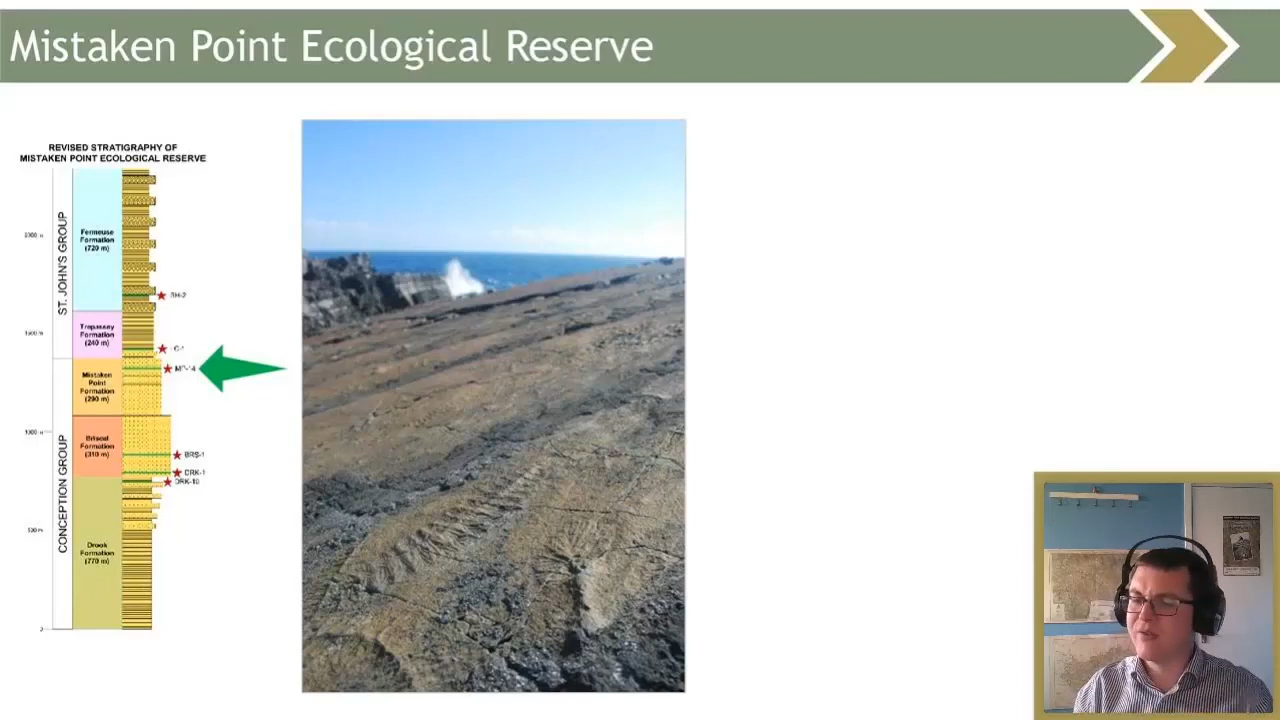 Mistaken Point Ecological Reserve
REVISED STRATIGRAPHY OF
MISTAKEN POINT ECOLOGICAL RESERVE
ST. JOHN'S GROUP
CONCEPTION GROUP
Fermeuse
Formation
(720 m)
Trepassey
Formation
(240 m)
Mistaken
Point
Formation
(290 m)
Briscal
Formation
(310 m)
Drook
Formation
(770 m)
BRS-1
0